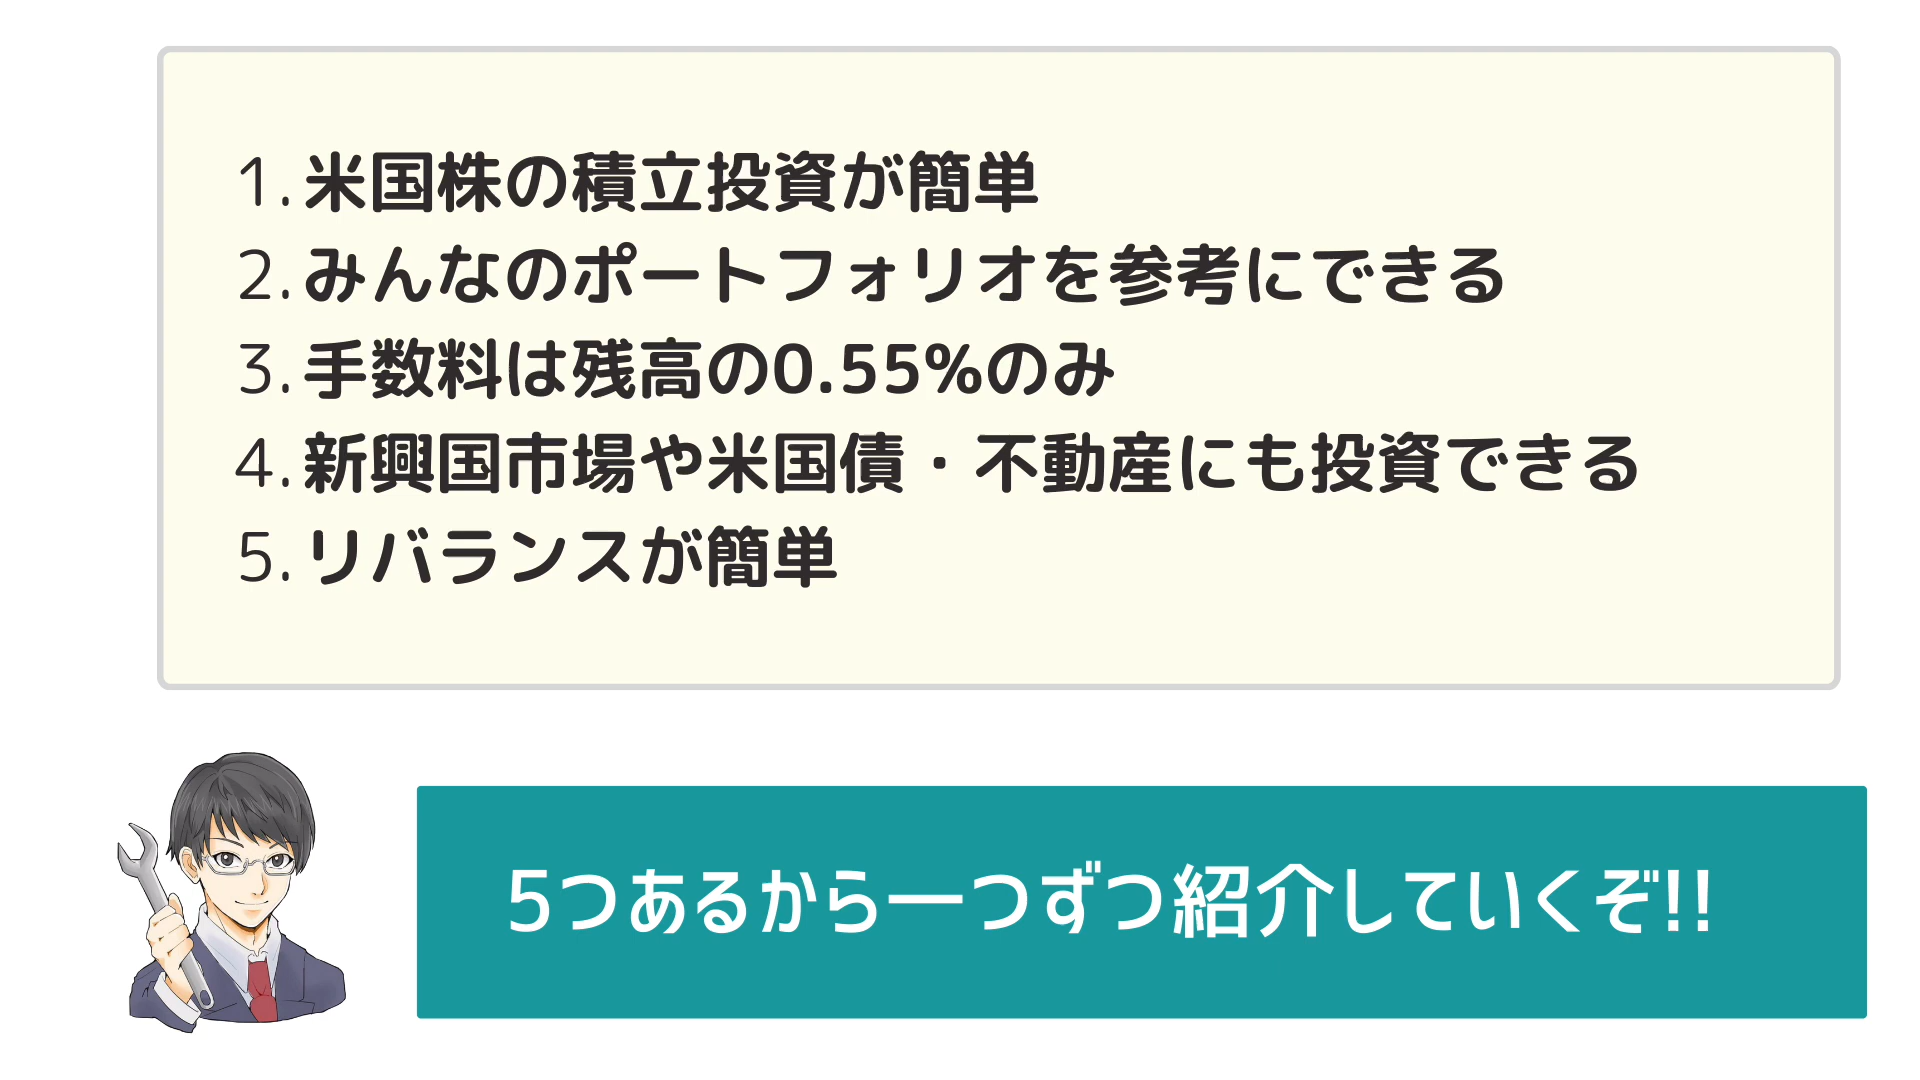 1. 米国株の積立投資が簡単
2. みんなのポートフォリオを参考にできる
3. 手数料は残高の0.55%のみ
4. 新興国市場や米国債・不動産にも投資できる
5. リバランスが簡単
5つあるから一つずつ紹介していくぞ!!